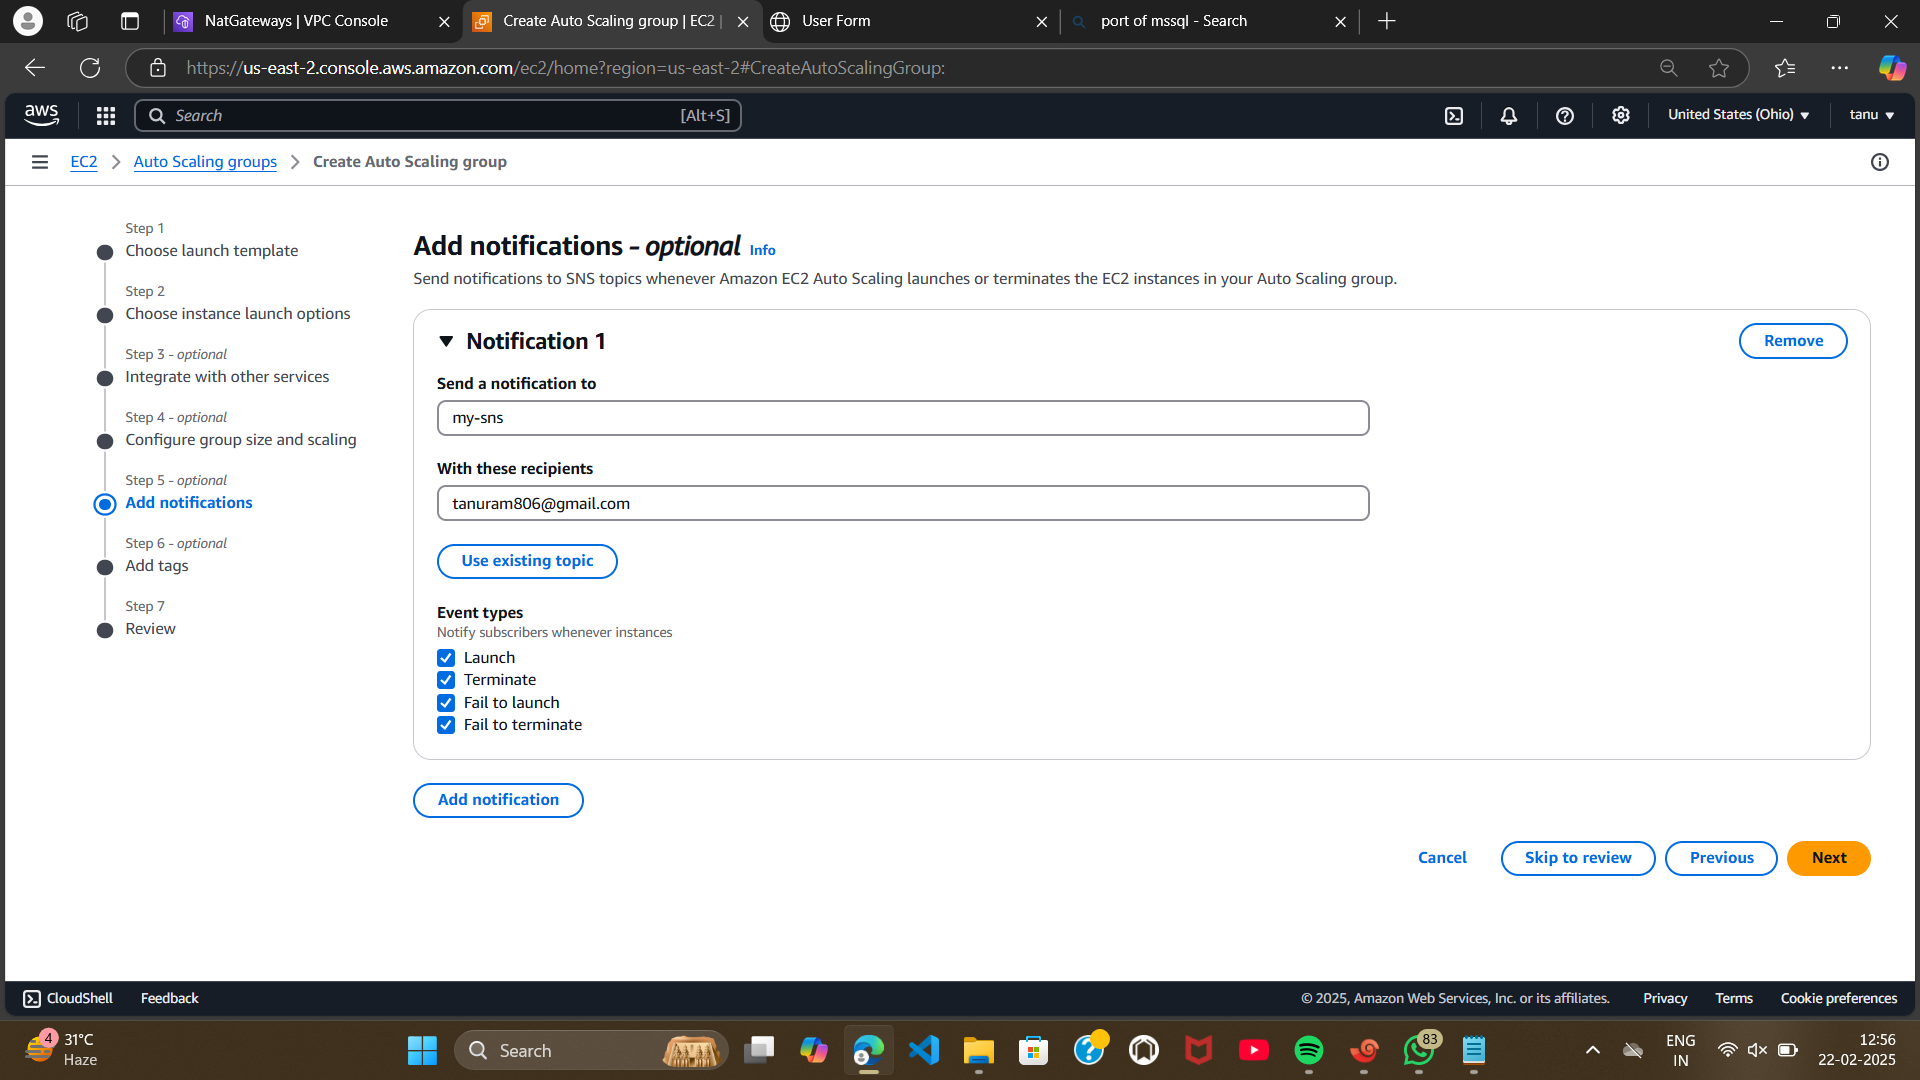 NatGateways | VPC Console
Create Auto Scaling group | EC2 |
User Form
port of mssql - Search
https://us-east-2.console.aws.amazon.com/ec2/home?region=us-east-2#CreateAutoScalingGroup:
aws
Search
[Alt+S]
United States (Ohio)
tanu
EC2
Auto Scaling groups
Create Auto Scaling group
Step 1
Choose launch template
Step 2
Choose instance launch options
Step 3 - optional
Integrate with other services
Step 4 - optional
Configure group size and scaling
Step 5 - optional
Add notifications
Step 6 - optional
Add tags
Step 7
Review
Add notifications - optional Info
Send notifications to SNS topics whenever Amazon EC2 Auto Scaling launches or terminates the EC2 instances in your Auto Scaling group.
Notification 1
Remove
Send a notification to
my-sns
With these recipients
tanuram806@gmail.com
Use existing topic
Event types
Notify subscribers whenever instances
Launch
Terminate
Fail to launch
Fail to terminate
Add notification
Cancel
Skip to review
Previous
Next
CloudShell
Feedback
© 2025, Amazon Web Services, Inc. or its affiliates.
Privacy
Terms
Cookie preferences
4
31°C
Haze
Search
83
ENG
IN
12:56
22-02-2025